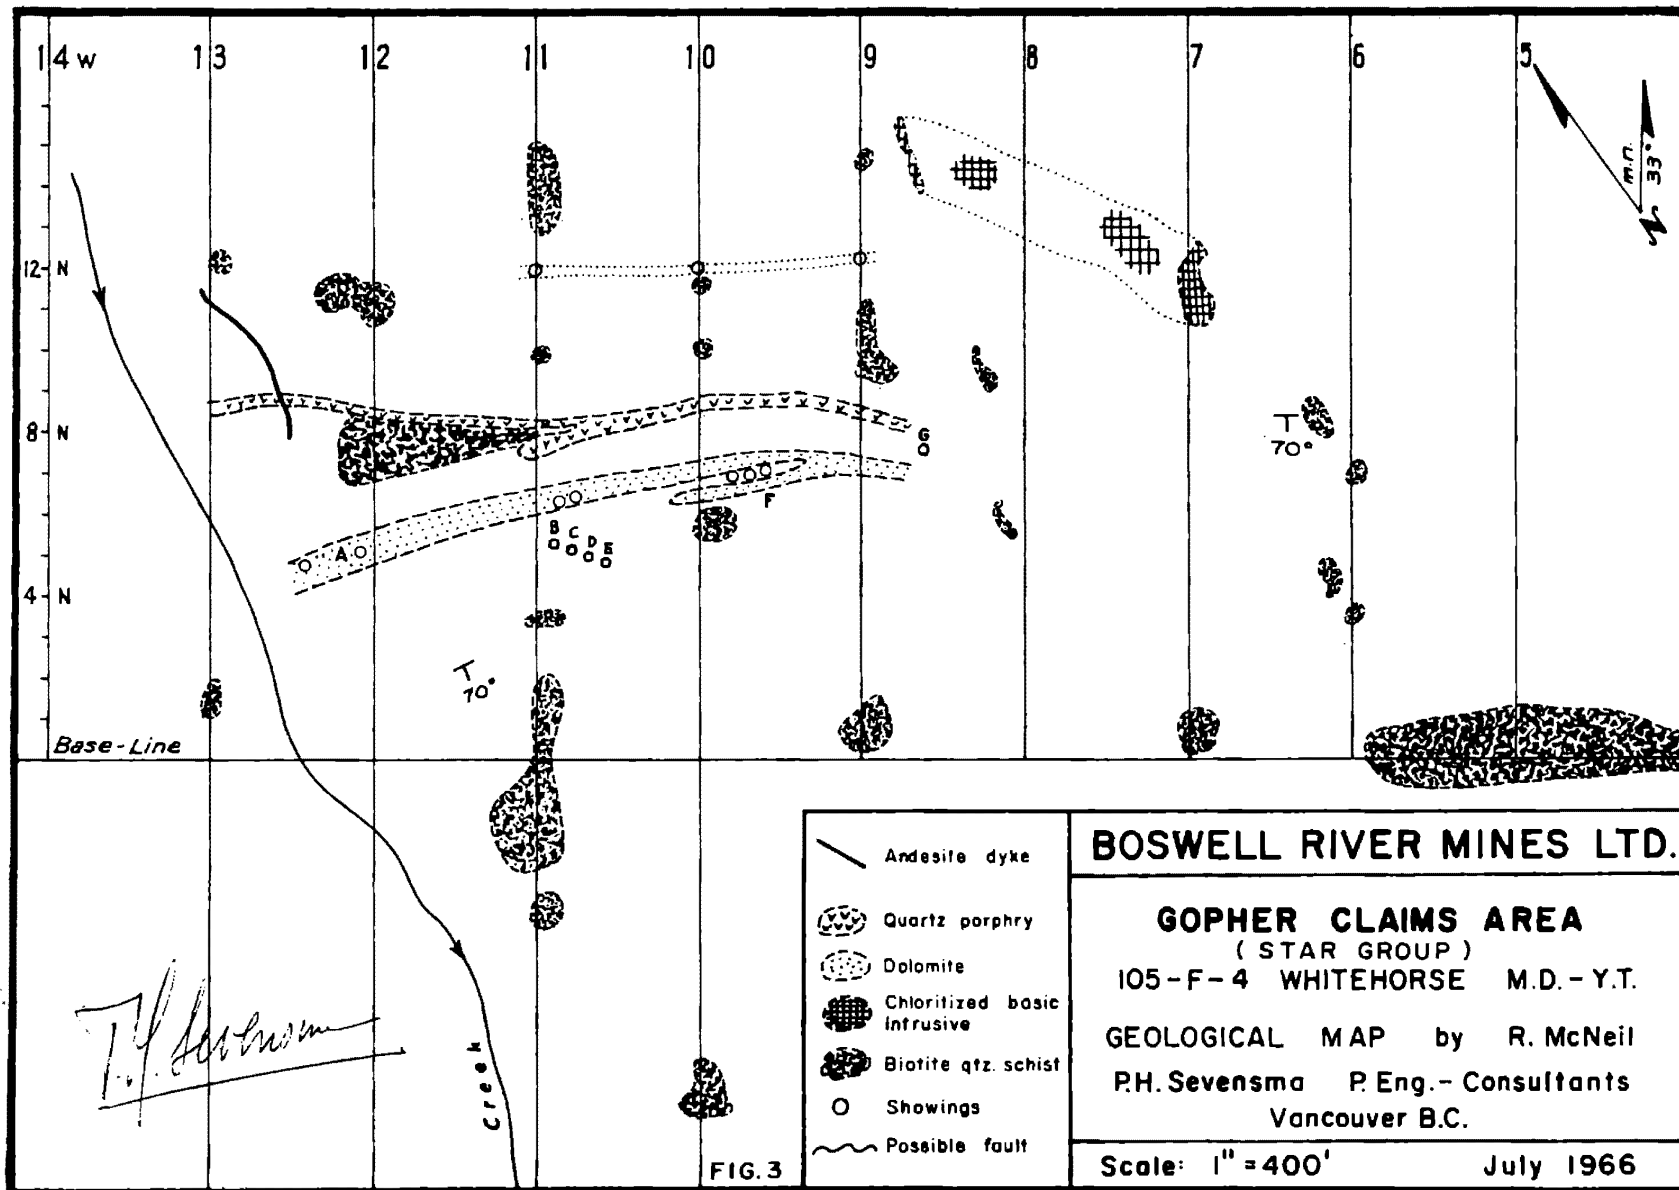 14 W 13 12 11 10 9 8 7 6 5
m.n. 33°
N
12 N
8 N
G
T 70°
F
A
B C D E
4 N
T 70°
Base-Line
Creek
Andesite dyke
Quartz porphry
Dolomite
Chloritized basic
Intrusive
Biotite qtz. schist
Showings
Possible fault
FIG. 3
BOSWELL RIVER MINES LTD.
GOPHER CLAIMS AREA
( STAR GROUP )
105-F-4 WHITEHORSE M.D.-Y.T.
GEOLOGICAL MAP by R. McNeil
P.H. Sevensma P. Eng.- Consultants
Vancouver B.C.
Scale: 1" = 400' July 1966